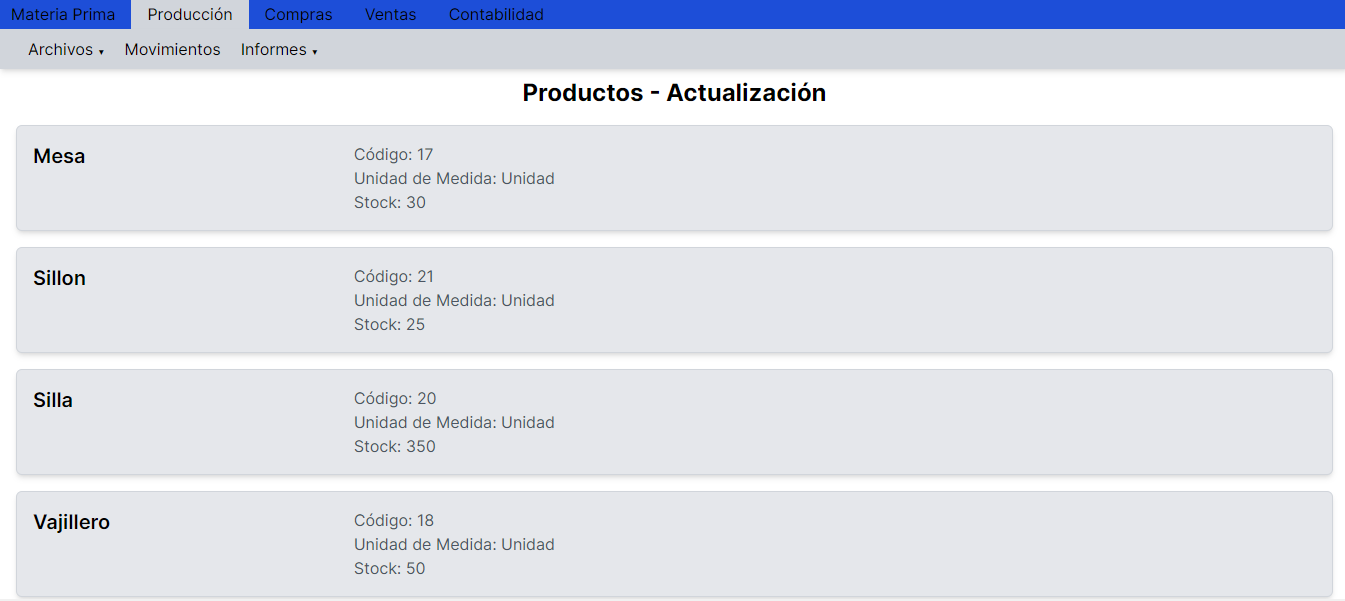 Materia Prima Producción Compras Ventas Contabilidad
Archivos ▾ Movimientos Informes ▾
Productos - Actualización
Mesa
Código: 17
Unidad de Medida: Unidad
Stock: 30
Sillon
Código: 21
Unidad de Medida: Unidad
Stock: 25
Silla
Código: 20
Unidad de Medida: Unidad
Stock: 350
Vajillero
Código: 18
Unidad de Medida: Unidad
Stock: 50